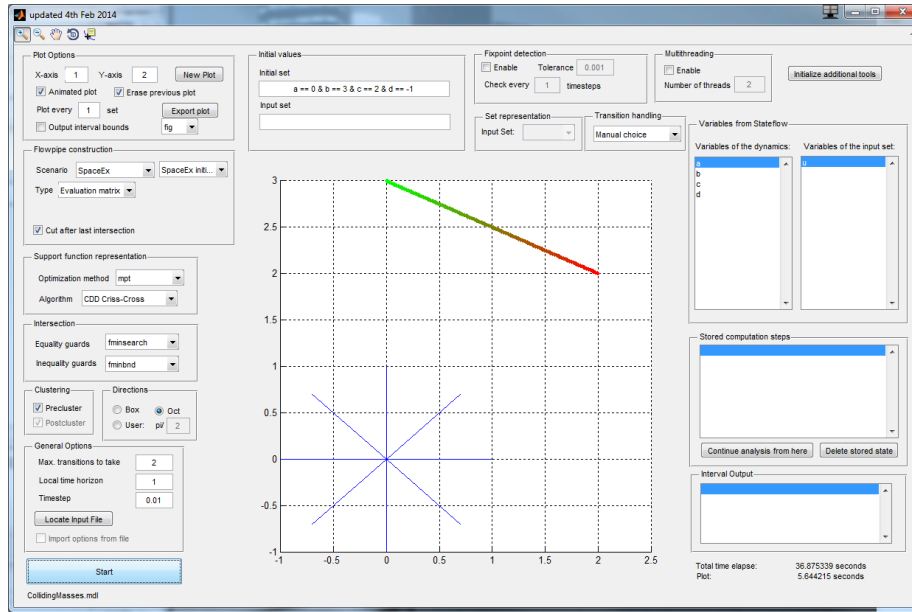 updated 4th Feb 2014
Plot Options
X-axis 1 Y-axis 2 New Plot
Animated plot Erase previous plot
Plot every 1 set Export plot
Output interval bounds fig
Flowpipe construction
Scenario SpaceEx SpaceEx initi...
Type Evaluation matrix
Cut after last intersection
Support function representation
Optimization method mpt
Algorithm CDD Criss-Cross
Intersection
Equality guards fminsearch
Inequality guards fminbnd
Clustering
Precluster
Postcluster
Directions
Box Oct
User: pi/ 2
General Options
Max. transitions to take 2
Local time horizon 1
Timestep 0.01
Locate Input File
Import options from file
Start
CollidingMasses.mdl
Initial values
Initial set
a == 0 & b == 3 & c == 2 & d == -1
Input set
Fixpoint detection
Enable Tolerance 0.001
Check every 1 timesteps
Multithreading
Enable
Number of threads 2
Initialize additional tools
Set representation
Input Set:
Transition handling
Manual choice
3
2.5
2
1.5
1
0.5
0
-0.5
-1
-1 -0.5 0 0.5 1 1.5 2 2.5
Variables from Stateflow
Variables of the dynamics: Variables of the input set:
a u
b
c
d
Stored computation steps
Continue analysis from here Delete stored state
Interval Output
Total time elapse: 36.875339 seconds
Plot: 5.644215 seconds